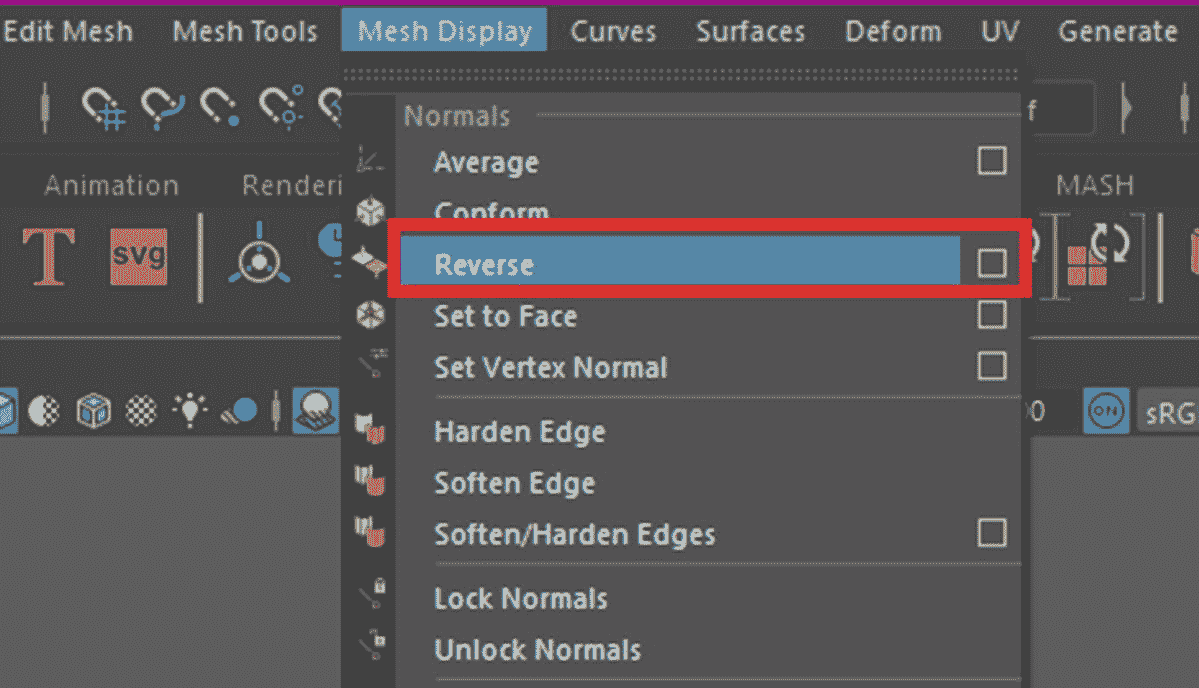 Edit Mesh Mesh Tools Mesh Display Curves Surfaces Deform UV Generate
Normals
Average
Animation Renderi MASH
Conform
T svg
Reverse
Set to Face
Set Vertex Normal
ON sRG
Harden Edge
Soften Edge
Soften/Harden Edges
Lock Normals
Unlock Normals